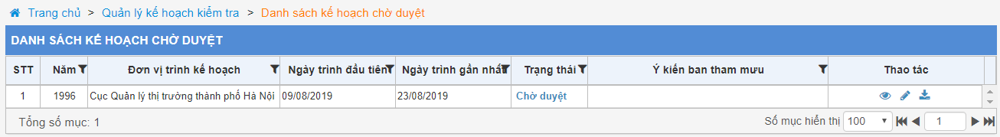 Trang chủ > Quản lý kế hoạch kiểm tra > Danh sách kế hoạch chờ duyệt
DANH SÁCH KẾ HOẠCH CHỜ DUYỆT
STT Năm Đơn vị trình kế hoạch Ngày trình đầu tiên Ngày trình gần nhất Trạng thái Ý kiến ban tham mưu Thao tác
1 1996 Cục Quản lý thị trường thành phố Hà Nội 09/08/2019 23/08/2019 Chờ duyệt
Tổng số mục: 1 Số mục hiển thị 100 1